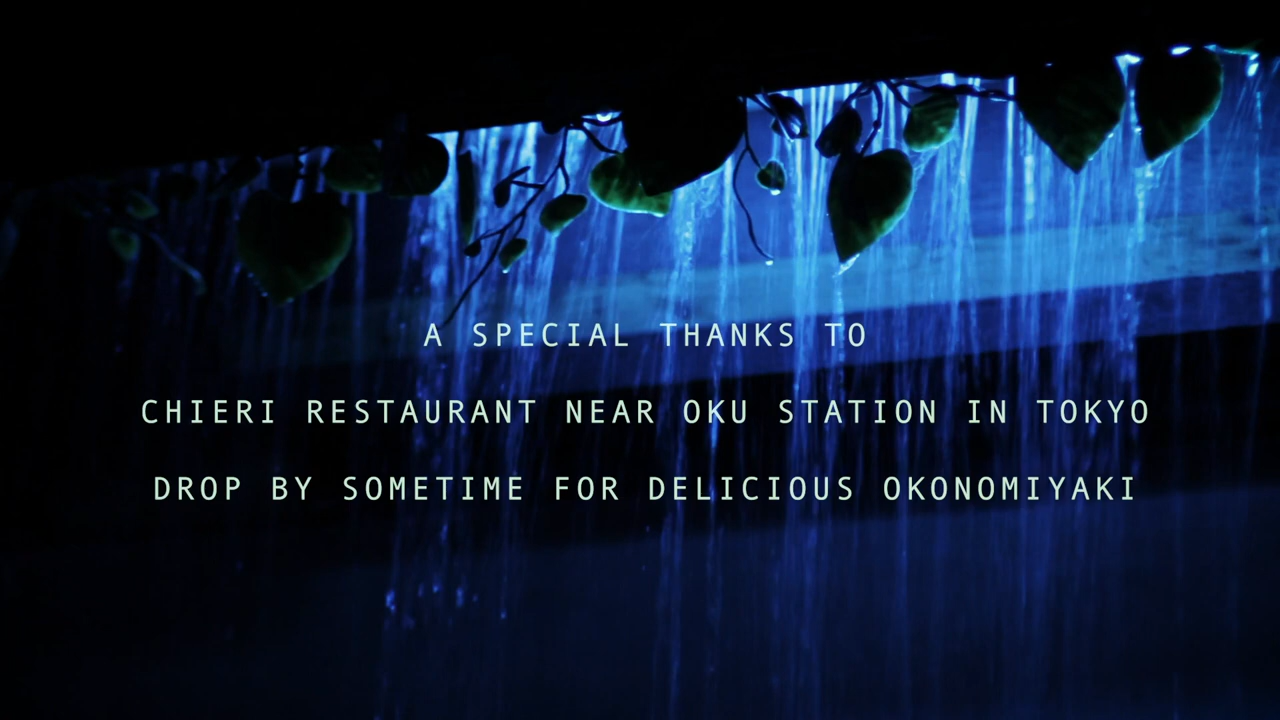 A SPECIAL THANKS TO
CHIERI RESTAURANT NEAR OKU STATION IN TOKYO
DROP BY SOMETIME FOR DELICIOUS OKONOMIYAKI